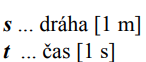 s ... dráha [1 m]
t ... čas [1 s]